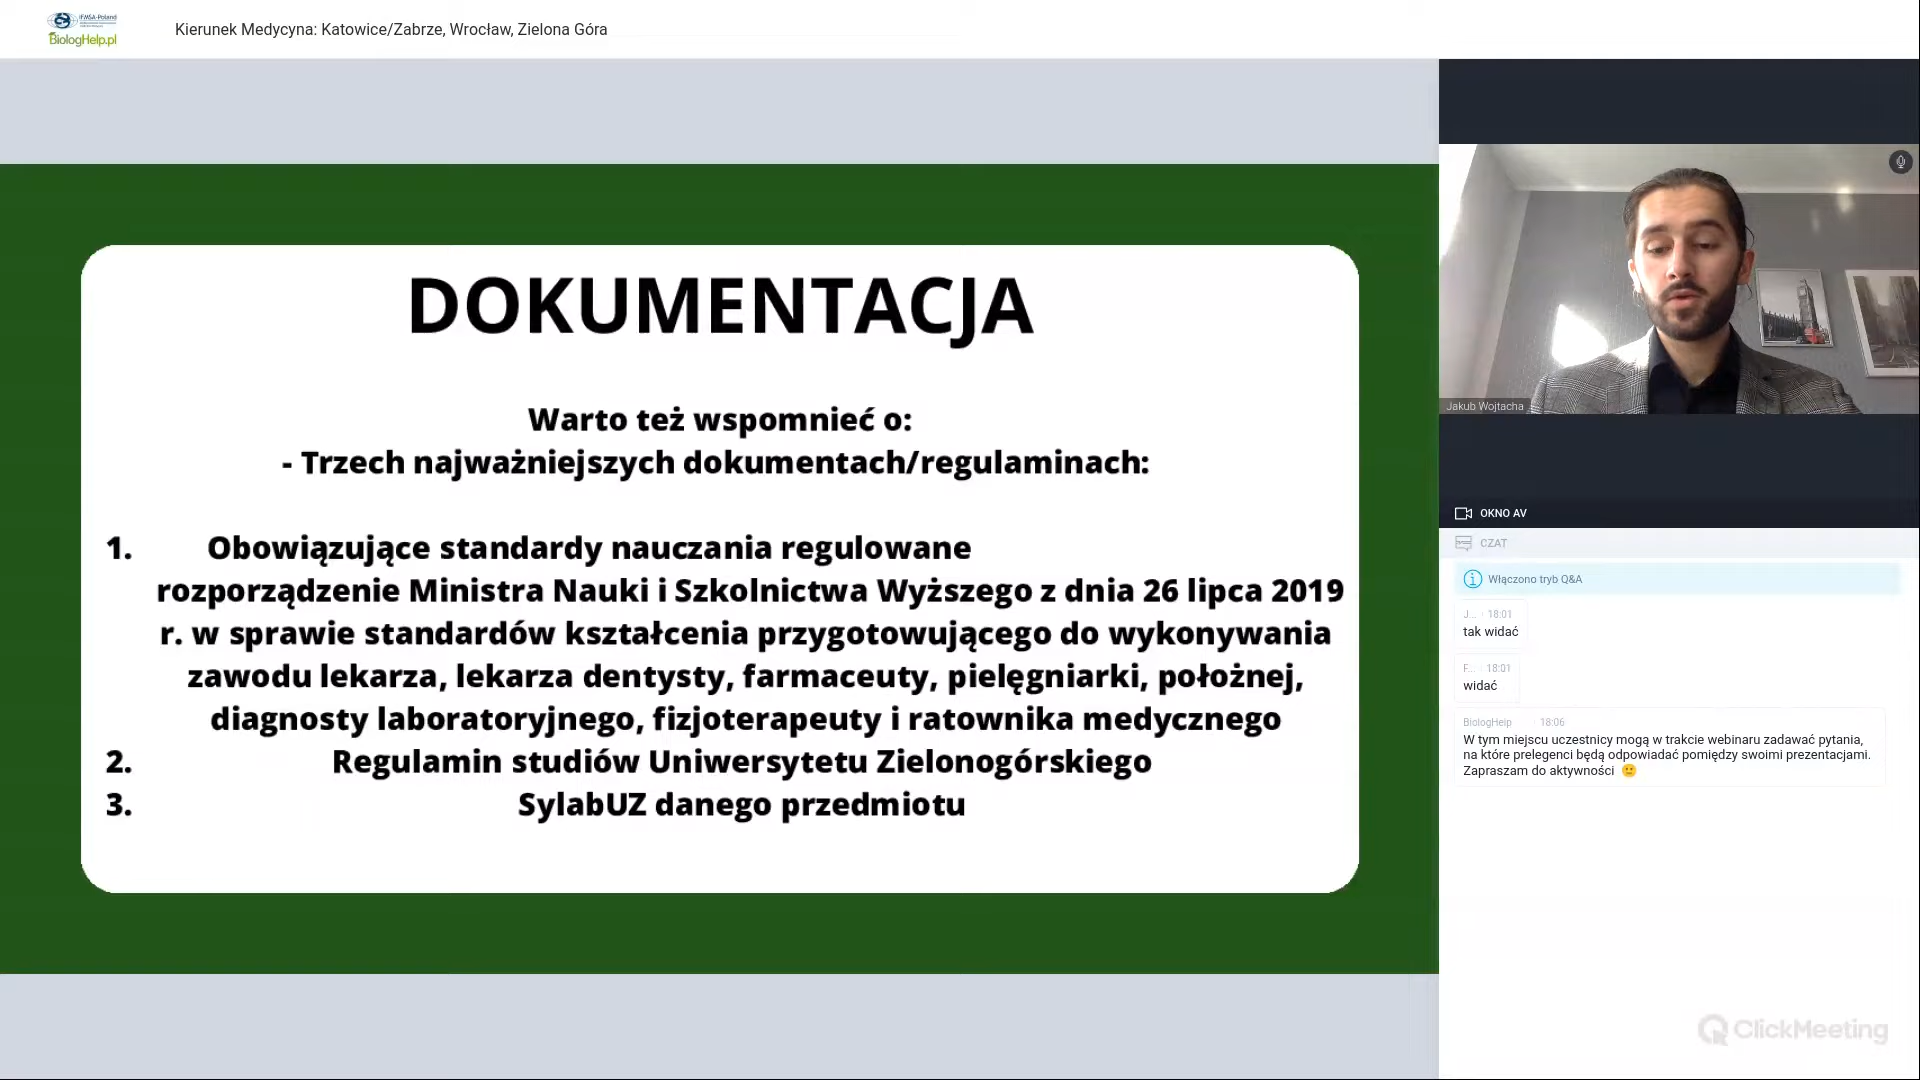 IFMSA-Poland
BiologHelp.pl
Kierunek Medycyna: Katowice/Zabrze, Wrocław, Zielona Góra
DOKUMENTACJA
Warto też wspomnieć o:
- Trzech najważniejszych dokumentach/regulaminach:
1. Obowiązujące standardy nauczania regulowane
rozporządzenie Ministra Nauki i Szkolnictwa Wyższego z dnia 26 lipca 2019
r. w sprawie standardów kształcenia przygotowującego do wykonywania
zawodu lekarza, lekarza dentysty, farmaceuty, pielęgniarki, położnej,
diagnosty laboratoryjnego, fizjoterapeuty i ratownika medycznego
2. Regulamin studiów Uniwersytetu Zielonogórskiego
3. SylabUZ danego przedmiotu
Jakub Wojtacha
OKNO AV
CZAT
Włączono tryb Q&A
J... · 18:01
tak widać
F... · 18:01
widać
BiologHelp · 18:06
W tym miejscu uczestnicy mogą w trakcie webinaru zadawać pytania,
na które prelegenci będą odpowiadać pomiędzy swoimi prezentacjami.
Zapraszam do aktywności 🙂
ClickMeeting